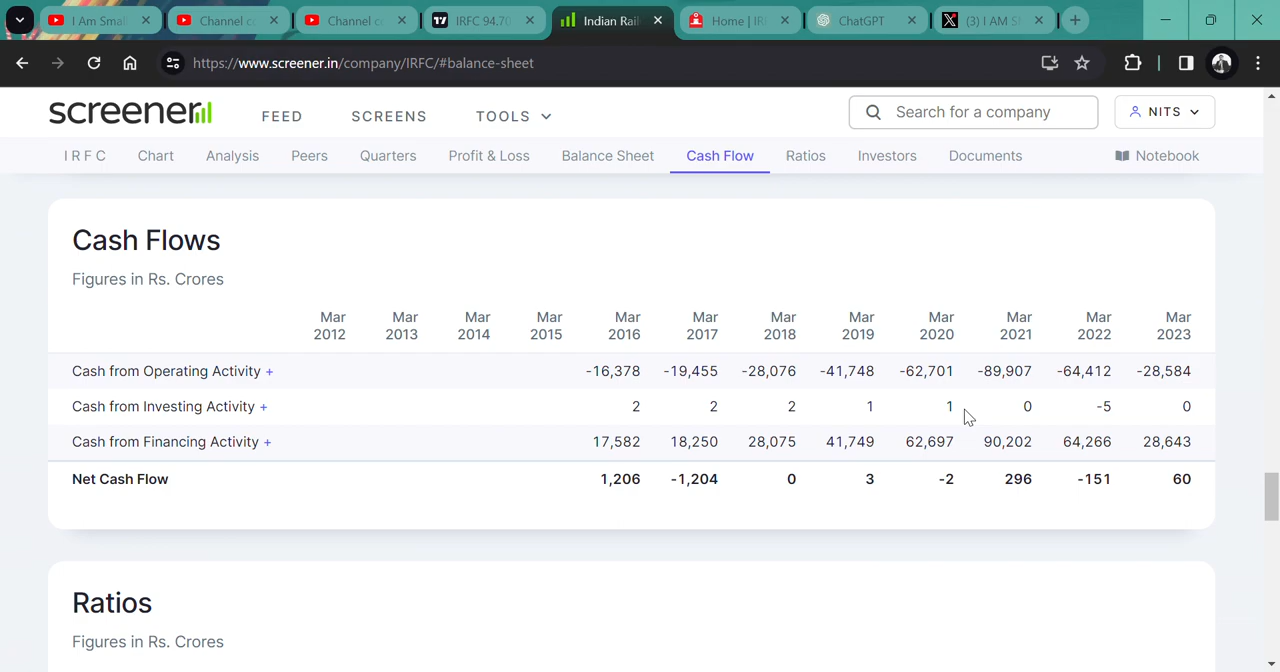 I Am Smal
Channel co
Channel co
IRFC 94.70
Indian Rail
Home | IRF
ChatGPT
(3) I AM S
https://www.screener.in/company/IRFC/#balance-sheet
screener
FEED SCREENS TOOLS
Search for a company
NITS
I R F C Chart Analysis Peers Quarters Profit & Loss Balance Sheet Cash Flow Ratios Investors Documents Notebook
Cash Flows
Figures in Rs. Crores
Mar Mar Mar Mar Mar Mar Mar Mar Mar Mar Mar Mar
2012 2013 2014 2015 2016 2017 2018 2019 2020 2021 2022 2023
Cash from Operating Activity + -16,378 -19,455 -28,076 -41,748 -62,701 -89,907 -64,412 -28,584
Cash from Investing Activity + 2 2 2 1 1 0 -5 0
Cash from Financing Activity + 17,582 18,250 28,075 41,749 62,697 90,202 64,266 28,643
Net Cash Flow 1,206 -1,204 0 3 -2 296 -151 60
Ratios
Figures in Rs. Crores